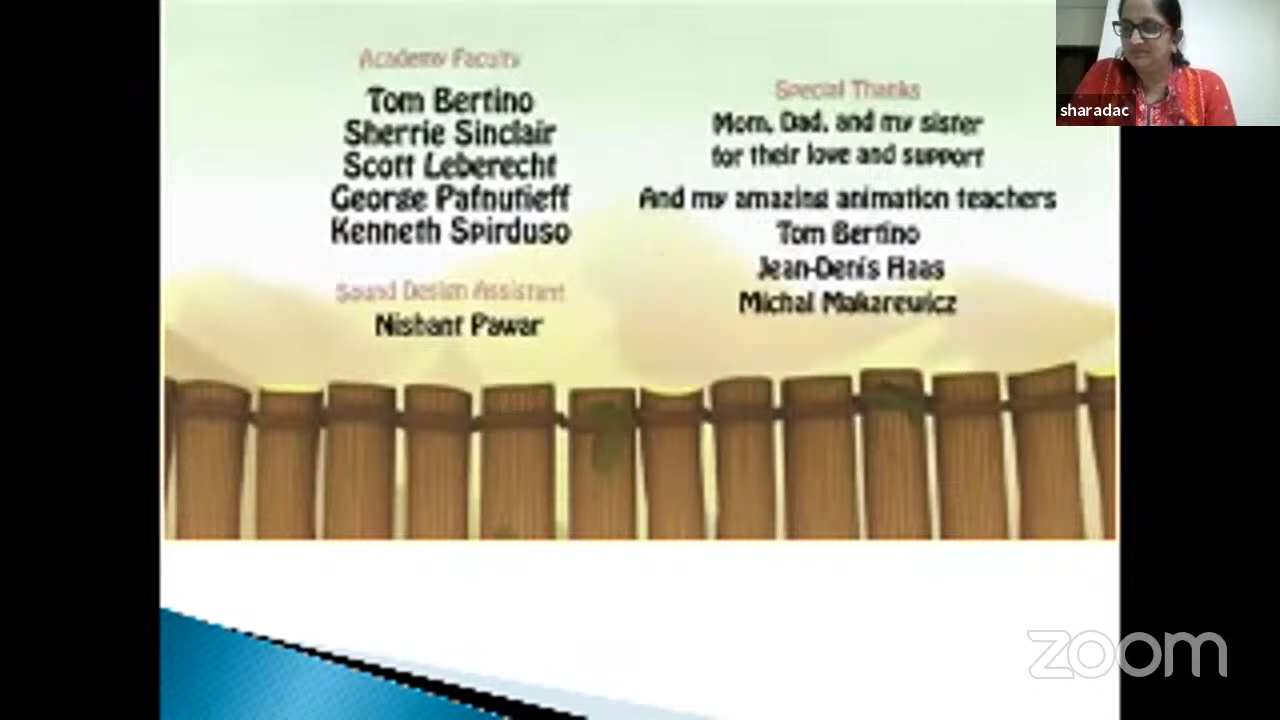 Academy Faculty
Tom Bertino
Sherrie Sinclair
Scott Leberecht
George Pafnutieff
Kenneth Spirduso
Sound Design Assistant
Nishant Pawar
Special Thanks
Mom, Dad, and my sister
for their love and support
And my amazing animation teachers
Tom Bertino
Jean-Denis Haas
Michal Makarewicz
sharadac
zoom